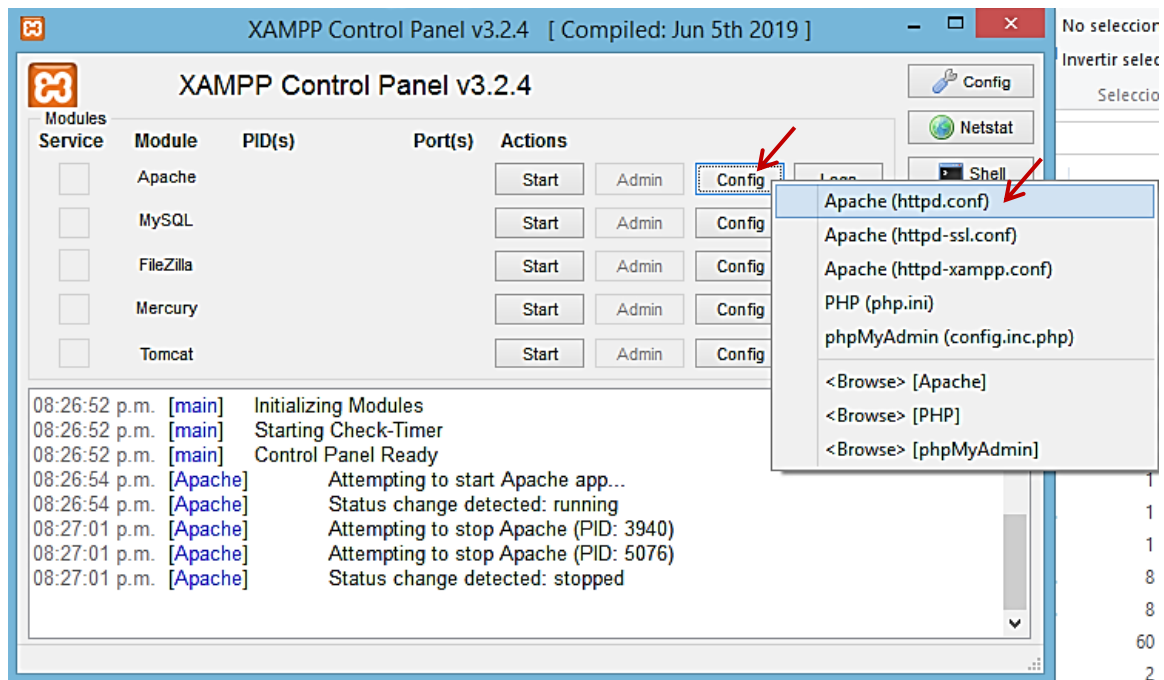 XAMPP Control Panel v3.2.4 [ Compiled: Jun 5th 2019 ]
No seleccion
Invertir selec
Seleccio
XAMPP Control Panel v3.2.4
Config
Modules
Netstat
Service Module PID(s) Port(s) Actions
Shell
Apache Start Admin Config Logs
MySQL Start Admin Config
FileZilla Start Admin Config
Mercury Start Admin Config
Tomcat Start Admin Config
Apache (httpd.conf)
Apache (httpd-ssl.conf)
Apache (httpd-xampp.conf)
PHP (php.ini)
phpMyAdmin (config.inc.php)
<Browse> [Apache]
<Browse> [PHP]
<Browse> [phpMyAdmin]
08:26:52 p.m. [main] Initializing Modules
08:26:52 p.m. [main] Starting Check-Timer
08:26:52 p.m. [main] Control Panel Ready
08:26:54 p.m. [Apache] Attempting to start Apache app...
08:26:54 p.m. [Apache] Status change detected: running
08:27:01 p.m. [Apache] Attempting to stop Apache (PID: 3940)
08:27:01 p.m. [Apache] Attempting to stop Apache (PID: 5076)
08:27:01 p.m. [Apache] Status change detected: stopped
1
1
1
8
8
60
2